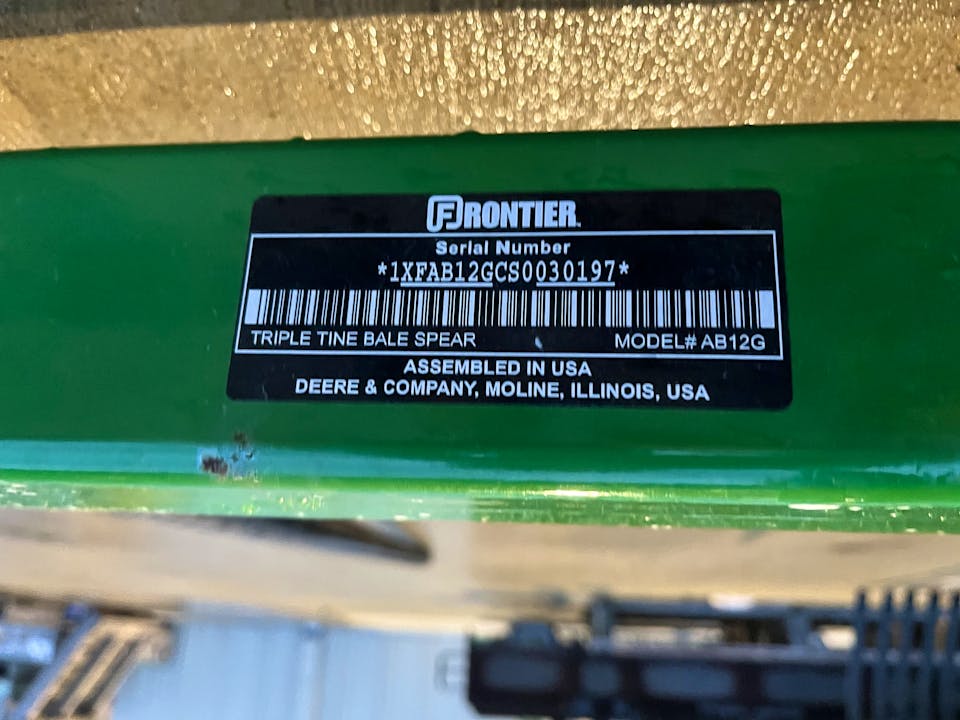 FRONTIER
Serial Number
*1XFAB12GCS0030197*
TRIPLE TINE BALE SPEAR MODEL# AB12G
ASSEMBLED IN USA
DEERE & COMPANY, MOLINE, ILLINOIS, USA